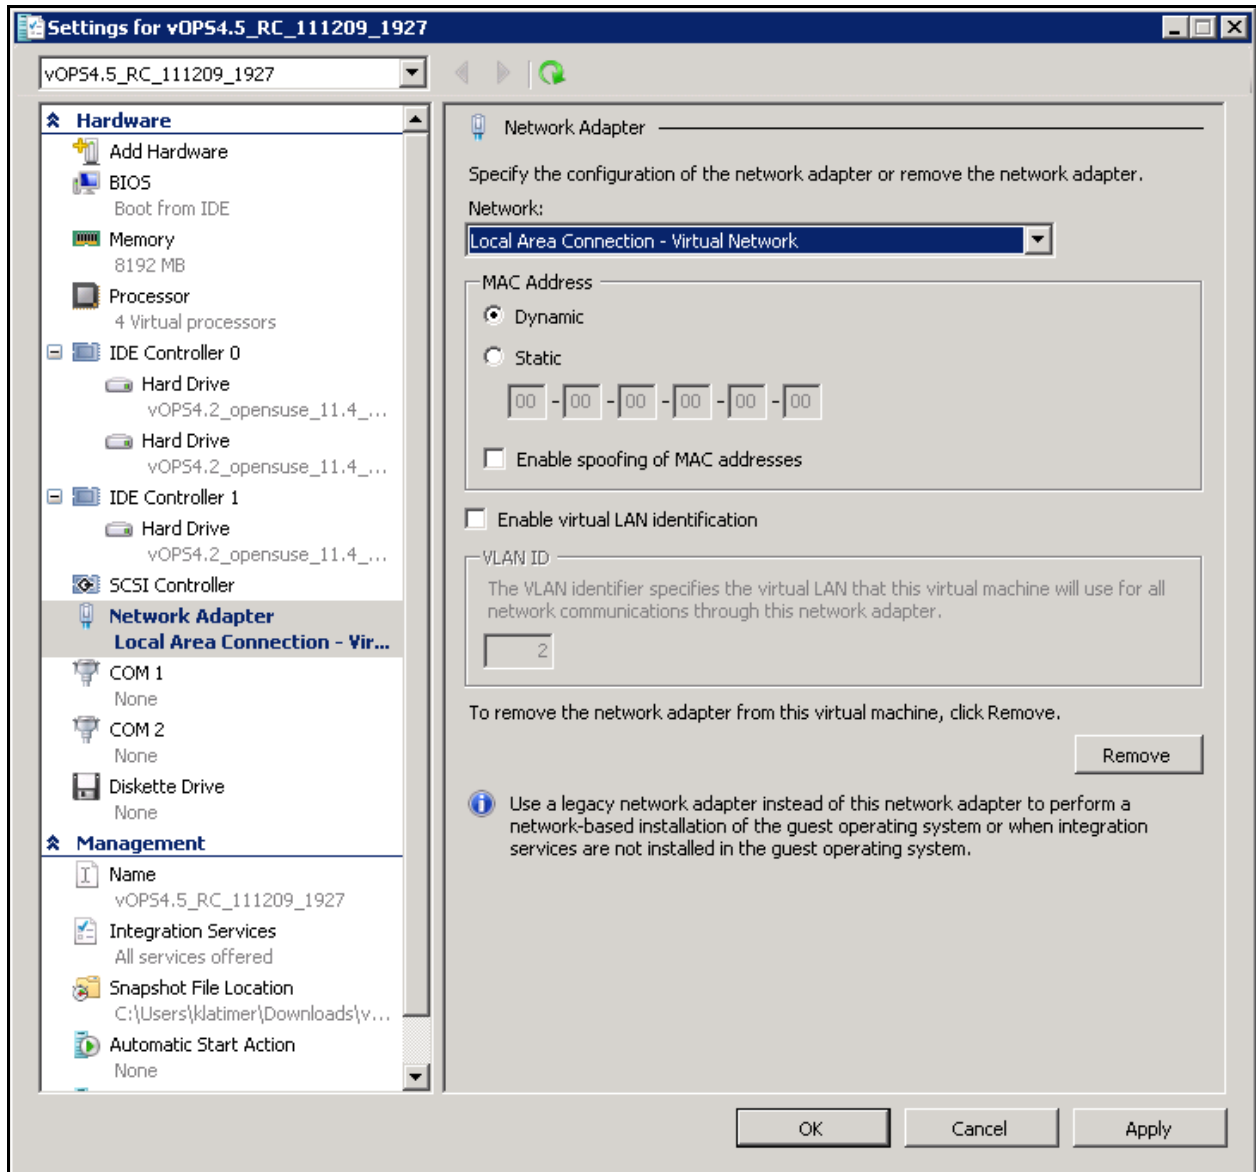 Settings for vOPS4.5_RC_111209_1927
vOPS4.5_RC_111209_1927
Hardware
Add Hardware
BIOS
Boot from IDE
Memory
8192 MB
Processor
4 Virtual processors
IDE Controller 0
Hard Drive
vOPS4.2_opensuse_11.4_...
Hard Drive
vOPS4.2_opensuse_11.4_...
IDE Controller 1
Hard Drive
vOPS4.2_opensuse_11.4_...
SCSI Controller
Network Adapter
Local Area Connection - Vir...
COM 1
None
COM 2
None
Diskette Drive
None
Management
Name
vOPS4.5_RC_111209_1927
Integration Services
All services offered
Snapshot File Location
C:\Users\klatimer\Downloads\v...
Automatic Start Action
None
Network Adapter
Specify the configuration of the network adapter or remove the network adapter.
Network:
Local Area Connection - Virtual Network
MAC Address
Dynamic
Static
00 - 00 - 00 - 00 - 00 - 00
Enable spoofing of MAC addresses
Enable virtual LAN identification
VLAN ID
The VLAN identifier specifies the virtual LAN that this virtual machine will use for all
network communications through this network adapter.
2
To remove the network adapter from this virtual machine, click Remove.
Remove
Use a legacy network adapter instead of this network adapter to perform a
network-based installation of the guest operating system or when integration
services are not installed in the guest operating system.
OK
Cancel
Apply